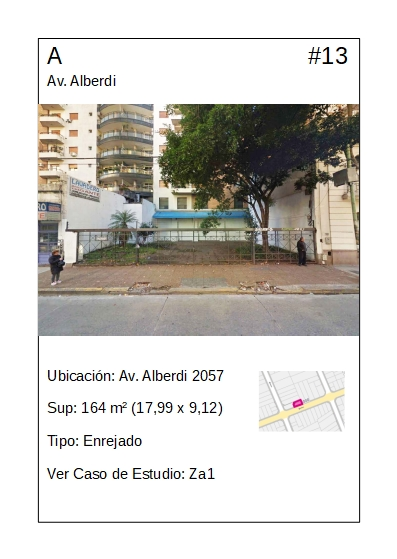 A #13
Av. Alberdi
Ubicación: Av. Alberdi 2057
Sup: 164 m² (17,99 x 9,12)
Tipo: Enrejado
Ver Caso de Estudio: Za1